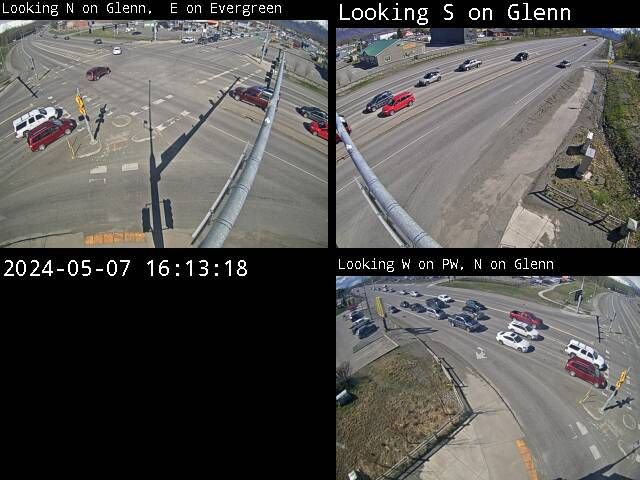 Looking N on Glenn,  E on Evergreen
Looking S on Glenn
2024-05-07 16:13:18
Looking W on PW, N on Glenn